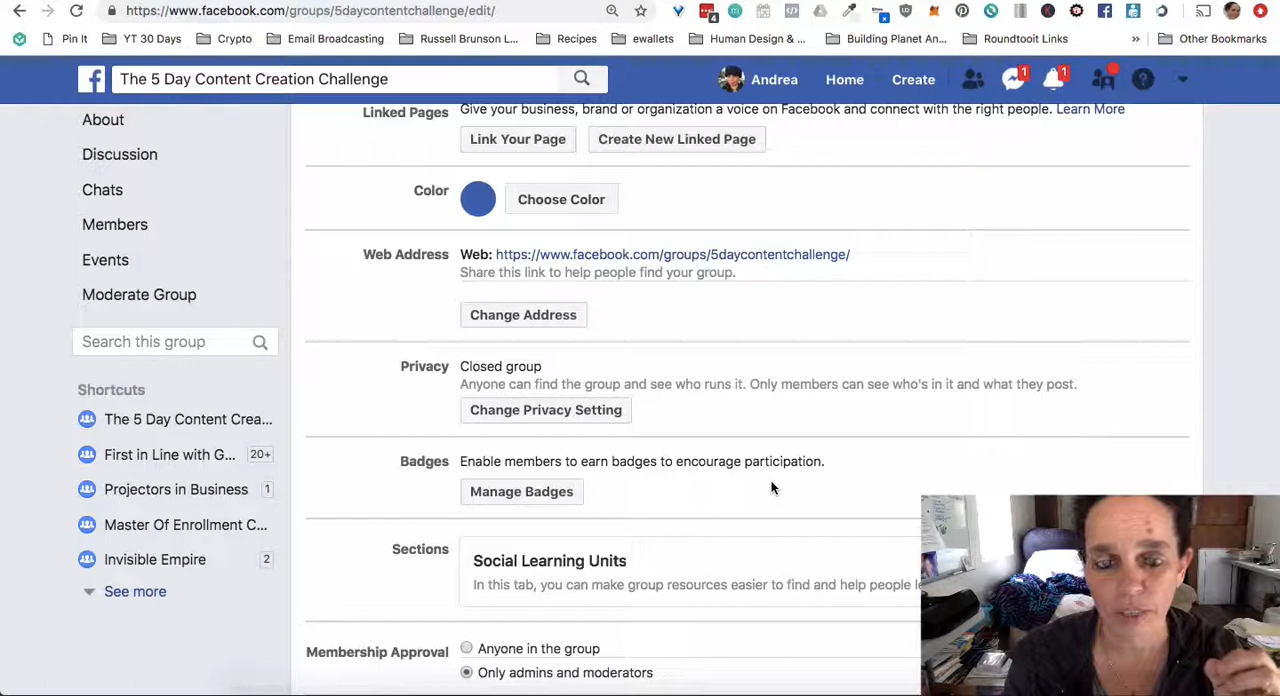 https://www.facebook.com/groups/5daycontentchallenge/edit/
4
Pin It YT 30 Days Crypto Email Broadcasting Russell Brunson L... Recipes ewallets Human Design & ... Building Planet An... Roundtooit Links » Other Bookmarks
The 5 Day Content Creation Challenge Andrea Home Create 1 1
About
Discussion
Chats
Members
Events
Moderate Group
Search this group
Shortcuts
The 5 Day Content Crea...
First in Line with G... 20+
Projectors in Business 1
Master Of Enrollment C...
Invisible Empire 2
See more
Linked Pages Give your business, brand or organization a voice on Facebook and connect with the right people. Learn More
Link Your Page Create New Linked Page
Color Choose Color
Web Address Web: https://www.facebook.com/groups/5daycontentchallenge/
Share this link to help people find your group.
Change Address
Privacy Closed group
Anyone can find the group and see who runs it. Only members can see who's in it and what they post.
Change Privacy Setting
Badges Enable members to earn badges to encourage participation.
Manage Badges
Sections Social Learning Units
In this tab, you can make group resources easier to find and help people
Membership Approval Anyone in the group
Only admins and moderators